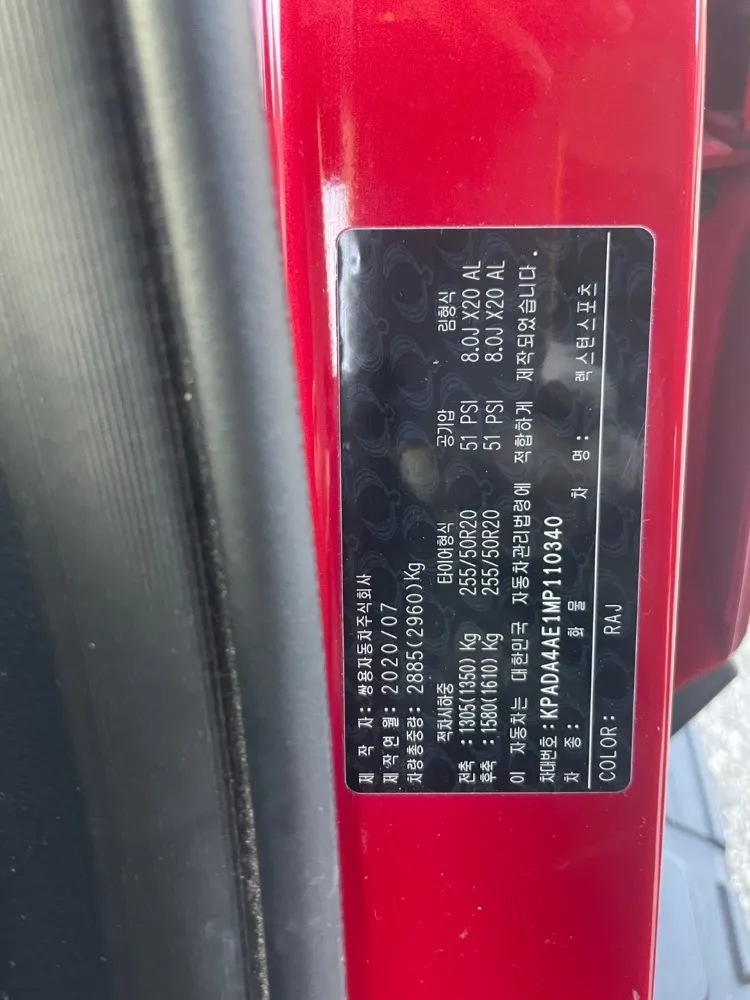 제 작 자: 쌍용자동차주식회사
제작연월: 2020/07
차량총중량: 2885(2960)Kg
적차시하중 타이어형식 공기압 림형식
전축: 1305(1350) Kg 255/50R20 51 PSI 8.0J X20 AL
후축: 1580(1610) Kg 255/50R20 51 PSI 8.0J X20 AL
이 자동차는 대한민국 자동차관리법령에 적합하게 제작되었습니다.
차대번호: KPADA4AE1MP110340
차 종: 화 물 차 명: 렉스턴스포츠
COLOR: RAJ